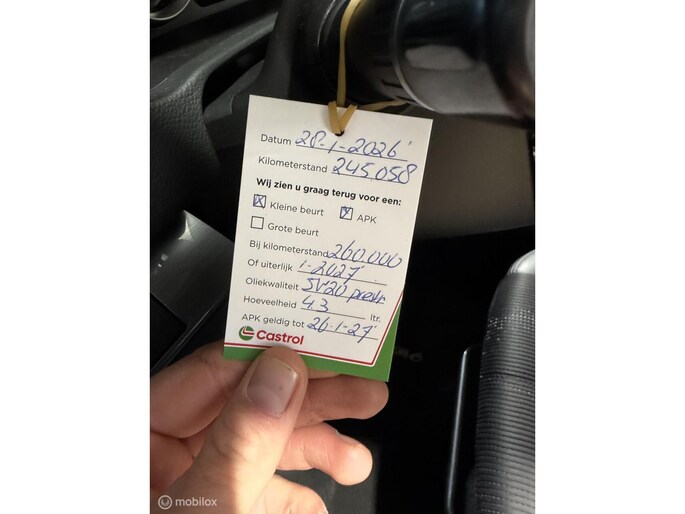 Datum 28-1-2026
Kilometerstand 245.058
Wij zien u graag terug voor een:
X Kleine beurt X APK
Grote beurt
Bij kilometerstand 260.000
Of uiterlijk 1-2027
Oliekwaliteit 5W20
Hoeveelheid 4.3 ltr.
APK geldig tot 26-1-27
Castrol
mobilox